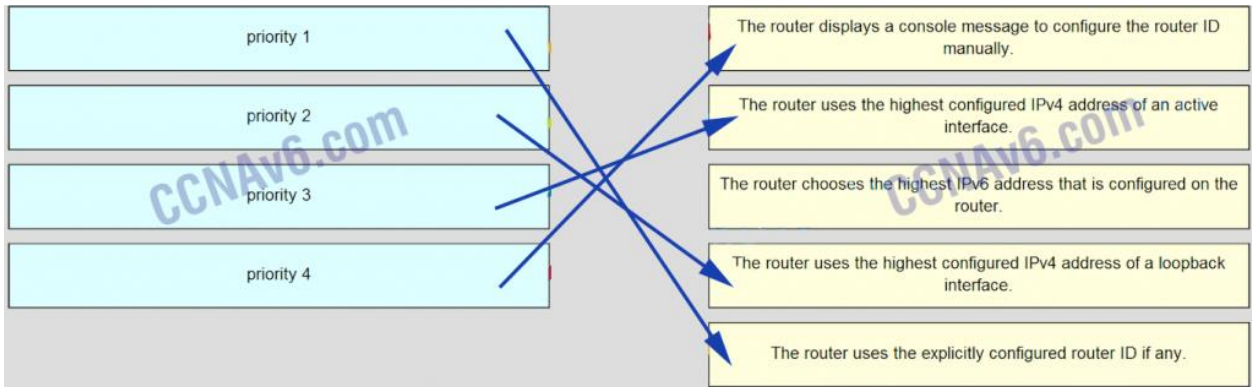 priority 1
priority 2
priority 3
priority 4
CCNAv6.com
The router displays a console message to configure the router ID
manually.
The router uses the highest configured IPv4 address of an active
interface.
The router chooses the highest IPv6 address that is configured on the
router.
The router uses the highest configured IPv4 address of a loopback
interface.
The router uses the explicitly configured router ID if any.
CCNAv6.com